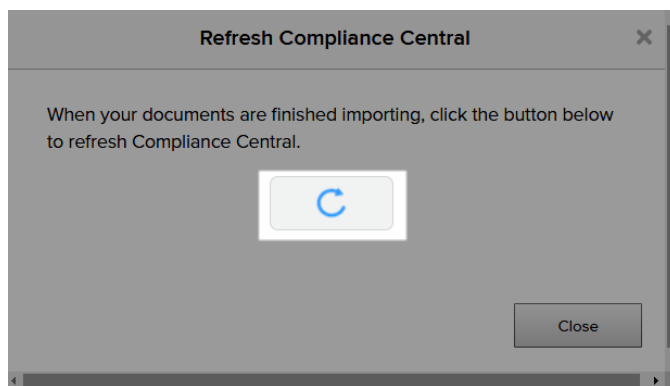 Refresh Compliance Central
When your documents are finished importing, click the button below
to refresh Compliance Central.
Close